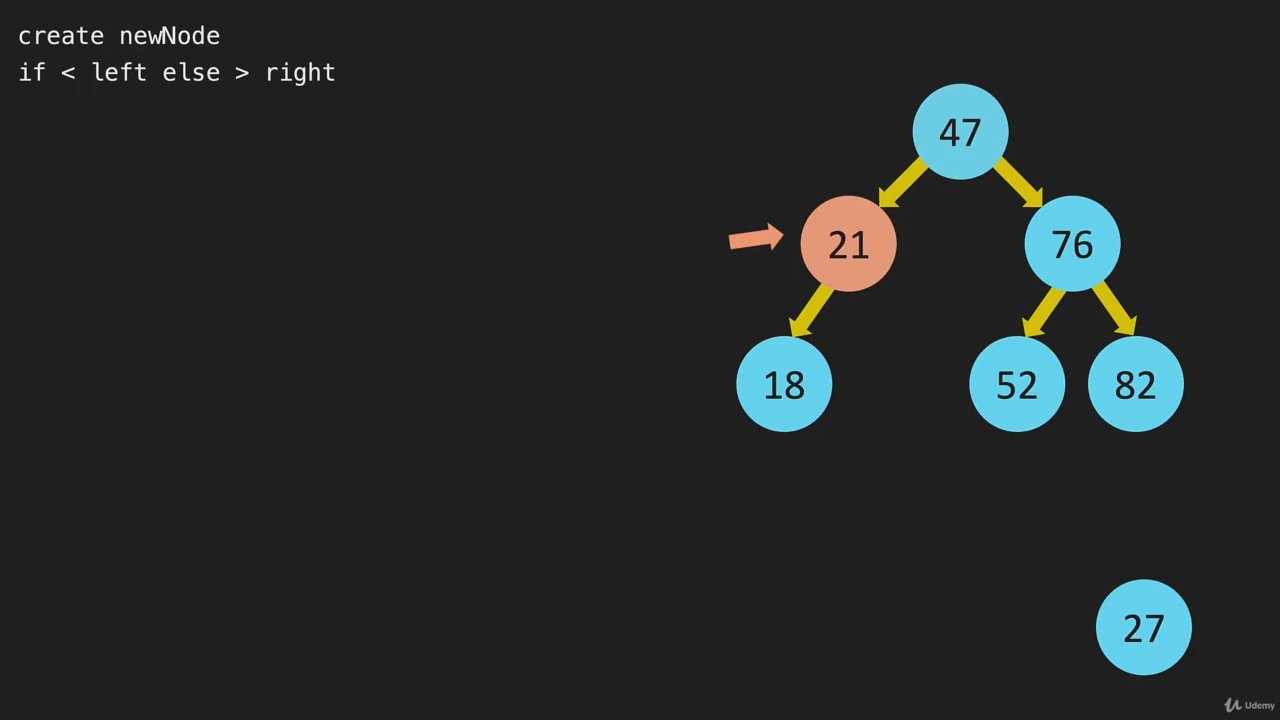 create newNode
if < left else > right
47
21 76
18 52 82
27
Udemy